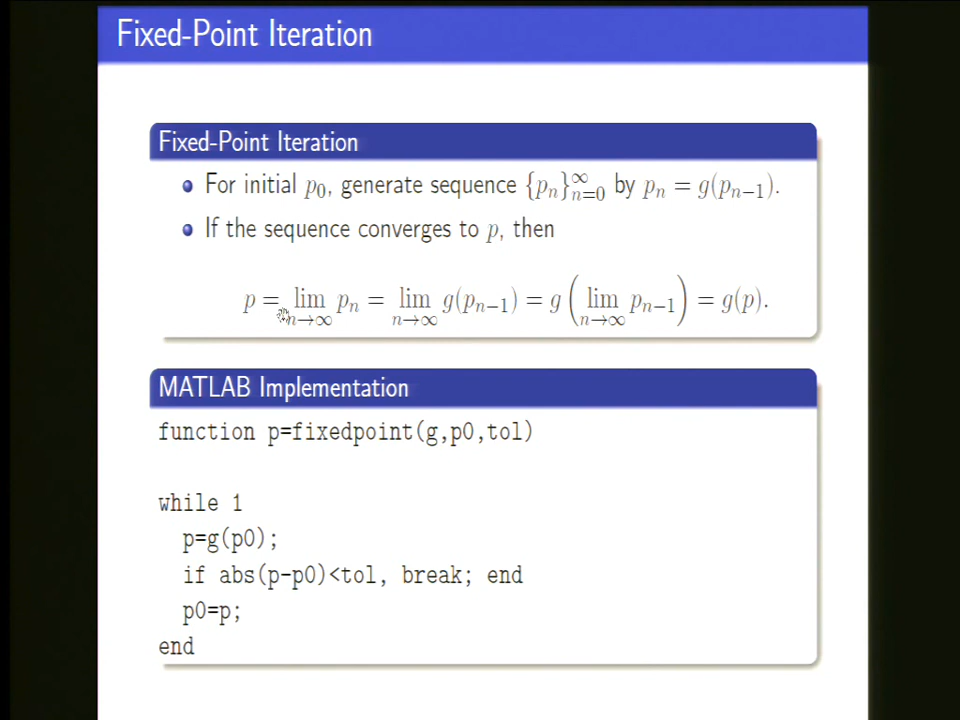 Fixed-Point Iteration
Fixed-Point Iteration
For initial p₀, generate sequence {pₙ}∞ₙ₌₀ by pₙ = g(pₙ₋₁).
If the sequence converges to p, then
p = lim n→∞ pₙ = lim n→∞ g(pₙ₋₁) = g ( lim n→∞ pₙ₋₁ ) = g(p).
MATLAB Implementation
function p=fixedpoint(g,p0,tol)
while 1
p=g(p0);
if abs(p-p0)<tol, break; end
p0=p;
end